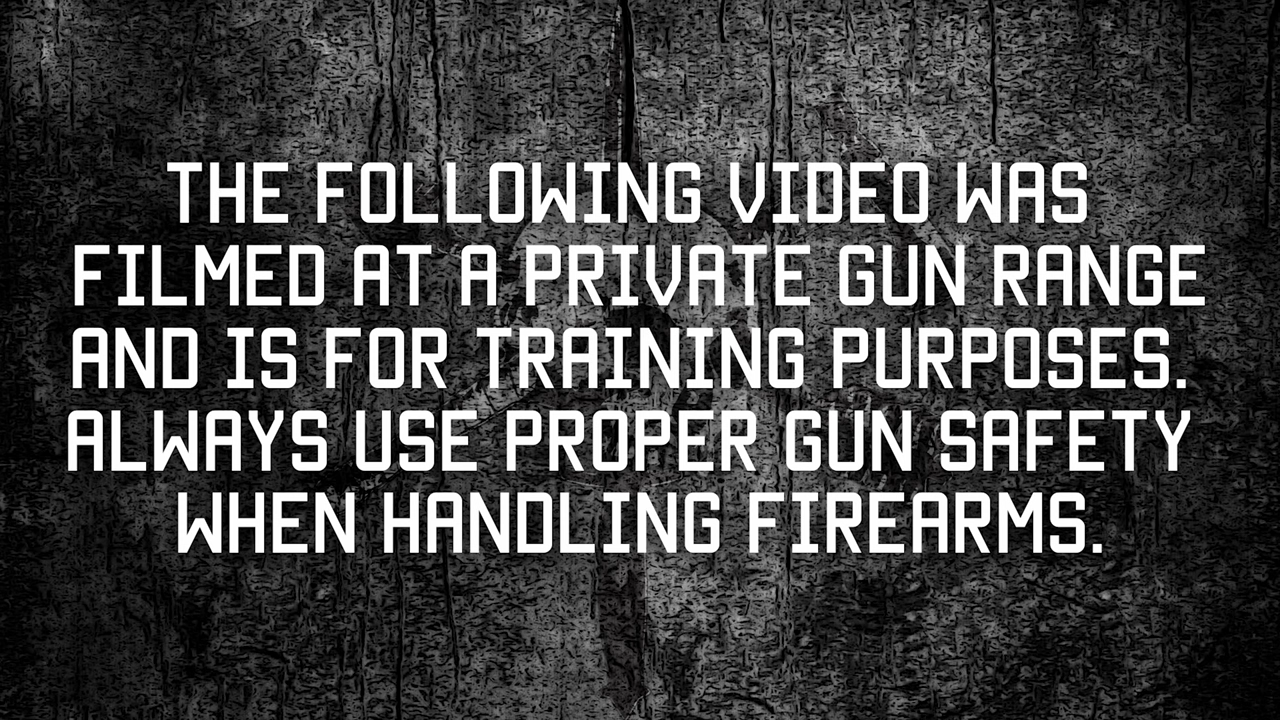 THE FOLLOWING VIDEO WAS
FILMED AT A PRIVATE GUN RANGE
AND IS FOR TRAINING PURPOSES.
ALWAYS USE PROPER GUN SAFETY
WHEN HANDLING FIREARMS.